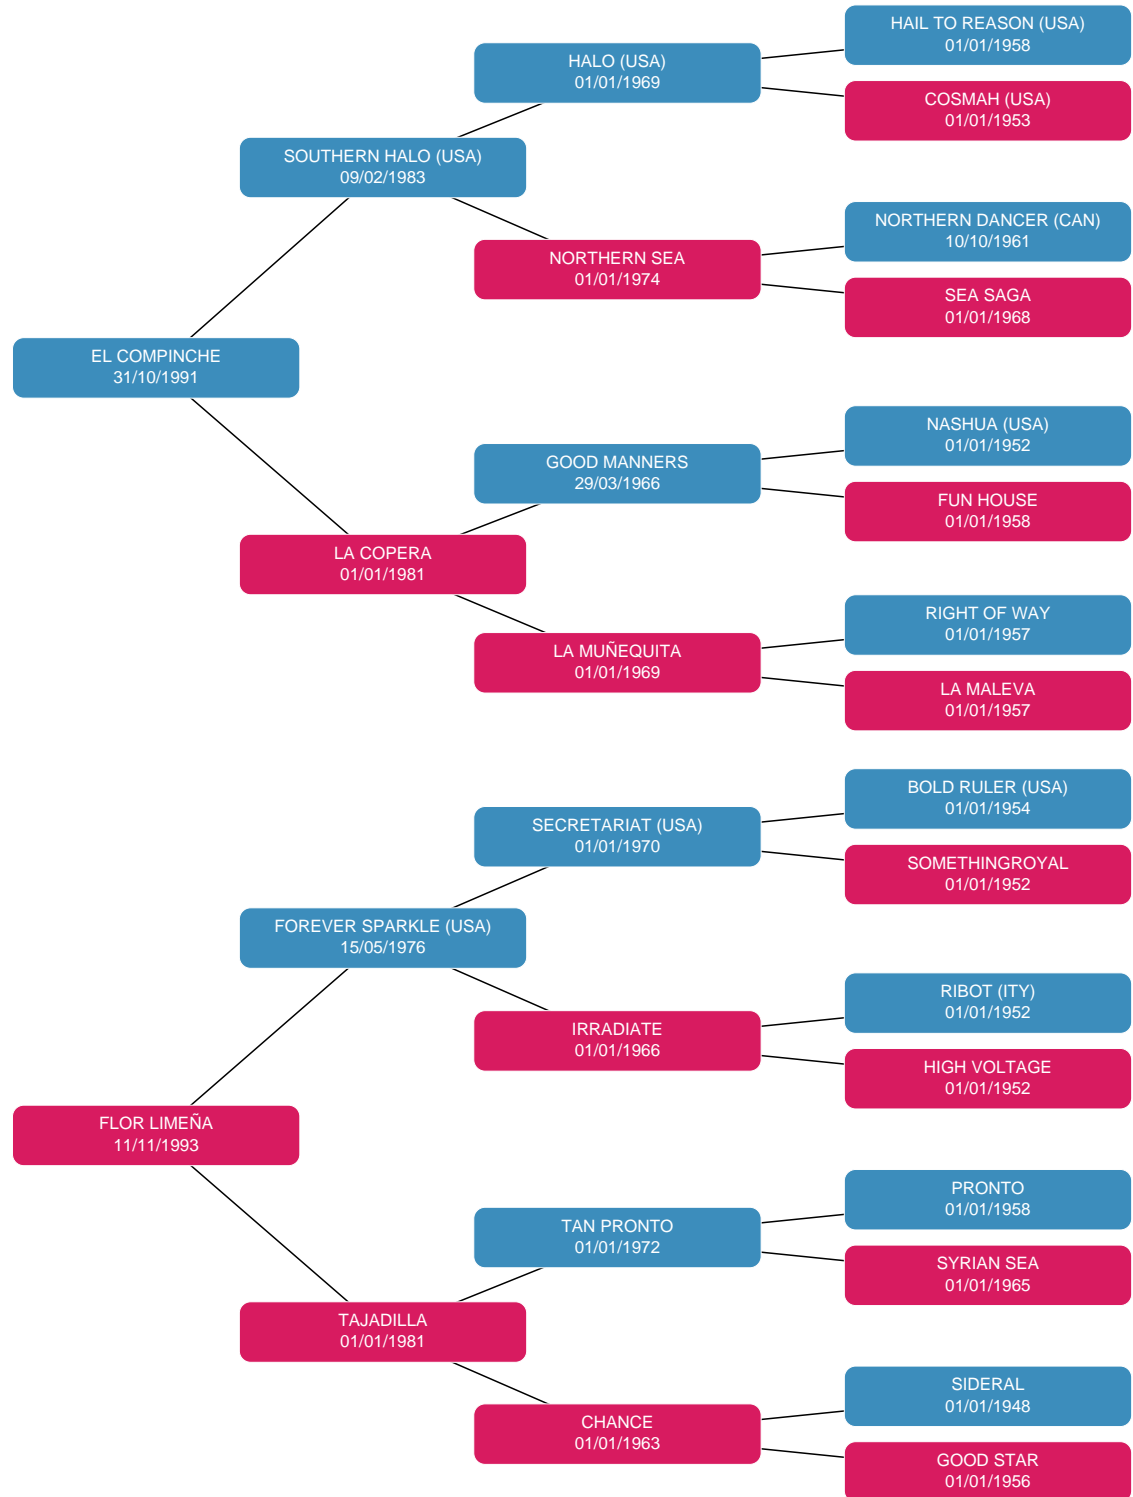 HAIL TO REASON (USA)
01/01/1958
HALO (USA)
01/01/1969
COSMAH (USA)
01/01/1953
SOUTHERN HALO (USA)
09/02/1983
NORTHERN DANCER (CAN)
10/10/1961
NORTHERN SEA
01/01/1974
SEA SAGA
01/01/1968
EL COMPINCHE
31/10/1991
NASHUA (USA)
01/01/1952
GOOD MANNERS
29/03/1966
FUN HOUSE
01/01/1958
LA COPERA
01/01/1981
RIGHT OF WAY
01/01/1957
LA MUÑEQUITA
01/01/1969
LA MALEVA
01/01/1957
BOLD RULER (USA)
01/01/1954
SECRETARIAT (USA)
01/01/1970
SOMETHINGROYAL
01/01/1952
FOREVER SPARKLE (USA)
15/05/1976
RIBOT (ITY)
01/01/1952
IRRADIATE
01/01/1966
HIGH VOLTAGE
01/01/1952
FLOR LIMEÑA
11/11/1993
PRONTO
01/01/1958
TAN PRONTO
01/01/1972
SYRIAN SEA
01/01/1965
TAJADILLA
01/01/1981
SIDERAL
01/01/1948
CHANCE
01/01/1963
GOOD STAR
01/01/1956